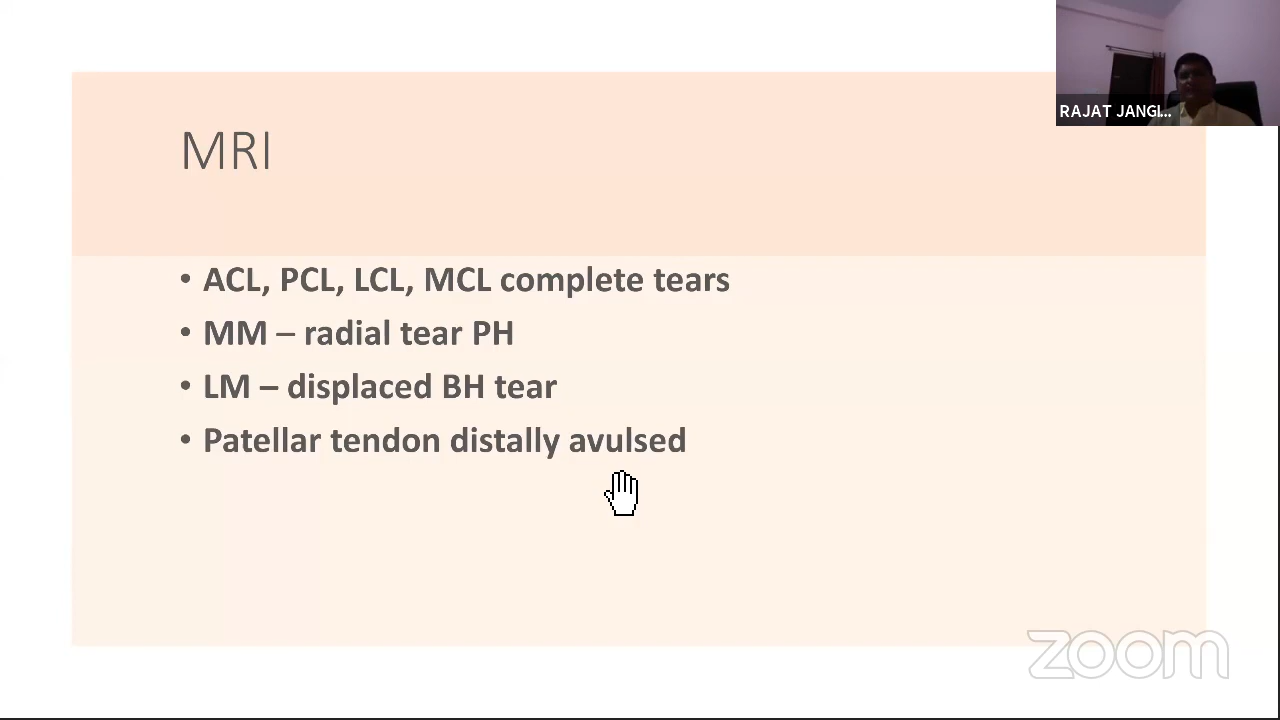 RAJAT JANGI...
MRI
• ACL, PCL, LCL, MCL complete tears
• MM – radial tear PH
• LM – displaced BH tear
• Patellar tendon distally avulsed
zoom